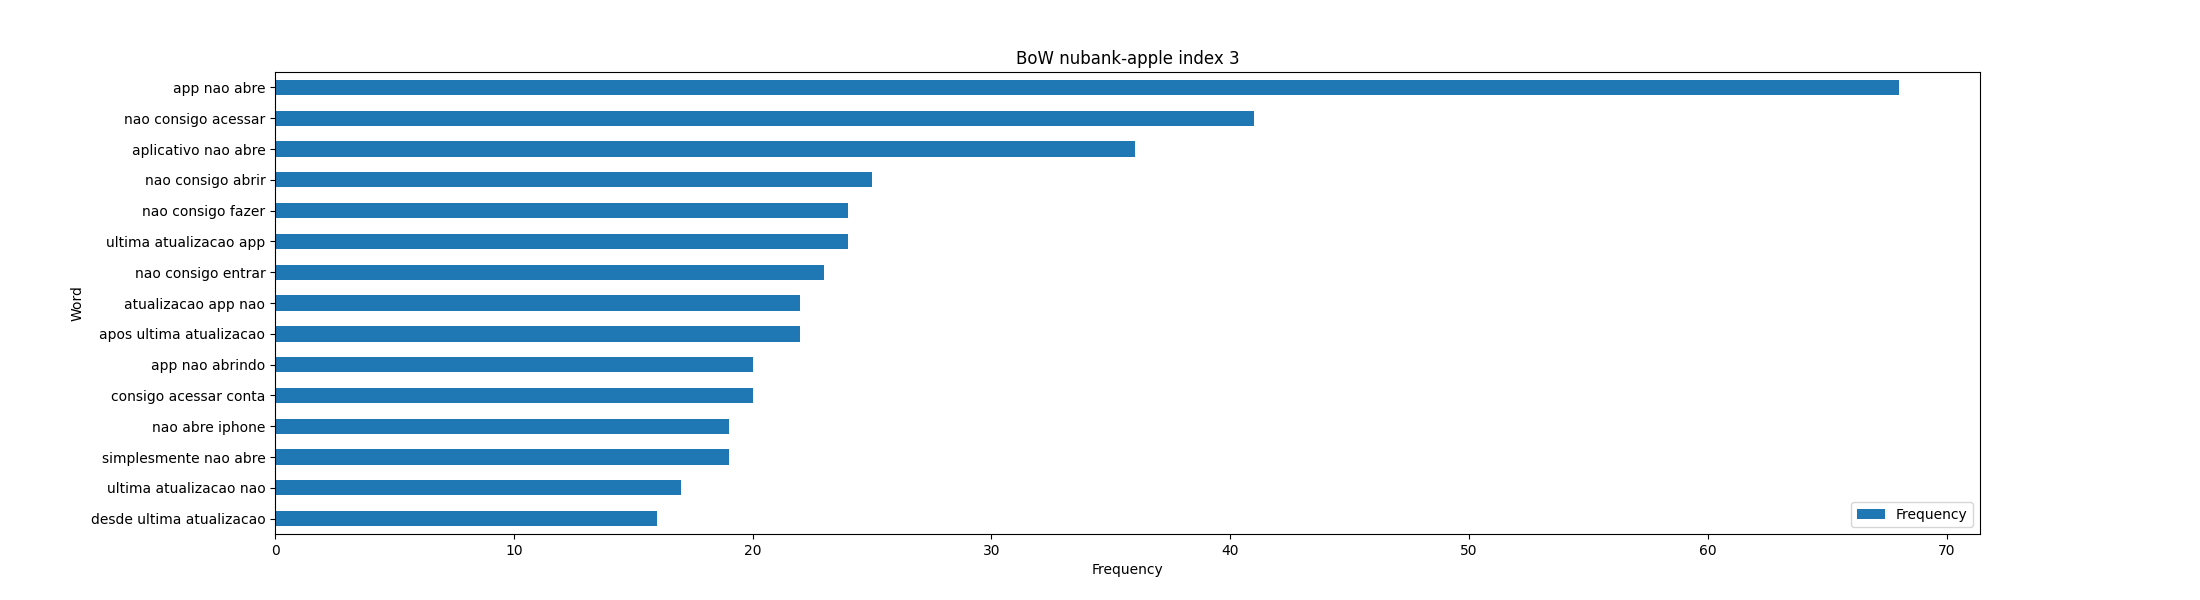 BoW nubank-apple index 3
Word
app nao abre
nao consigo acessar
aplicativo nao abre
nao consigo abrir
nao consigo fazer
ultima atualizacao app
nao consigo entrar
atualizacao app nao
apos ultima atualizacao
app nao abrindo
consigo acessar conta
nao abre iphone
simplesmente nao abre
ultima atualizacao nao
desde ultima atualizacao
Frequency
0 10 20 30 40 50 60 70
Frequency